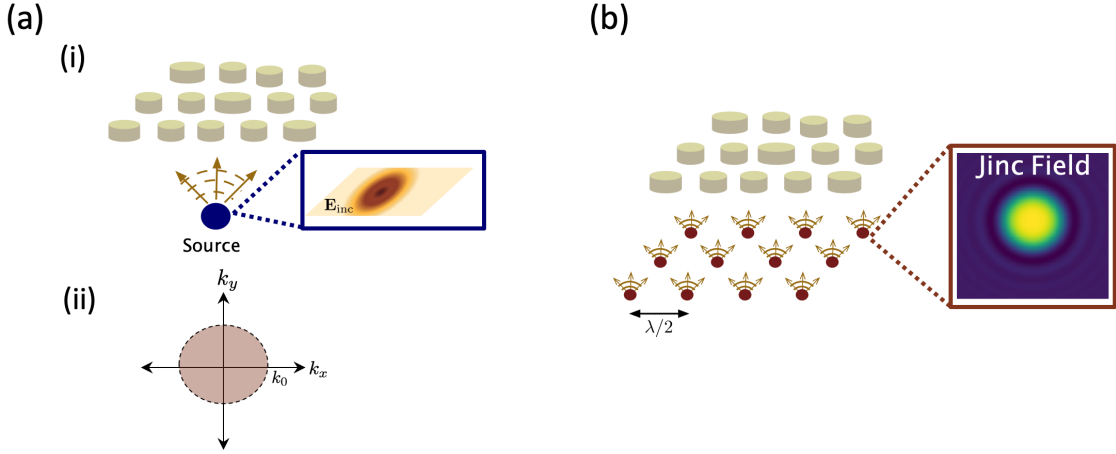 (a)
(i)
E_inc
Source
(ii)
k_y
k_x
k_0
(b)
Jinc Field
λ/2